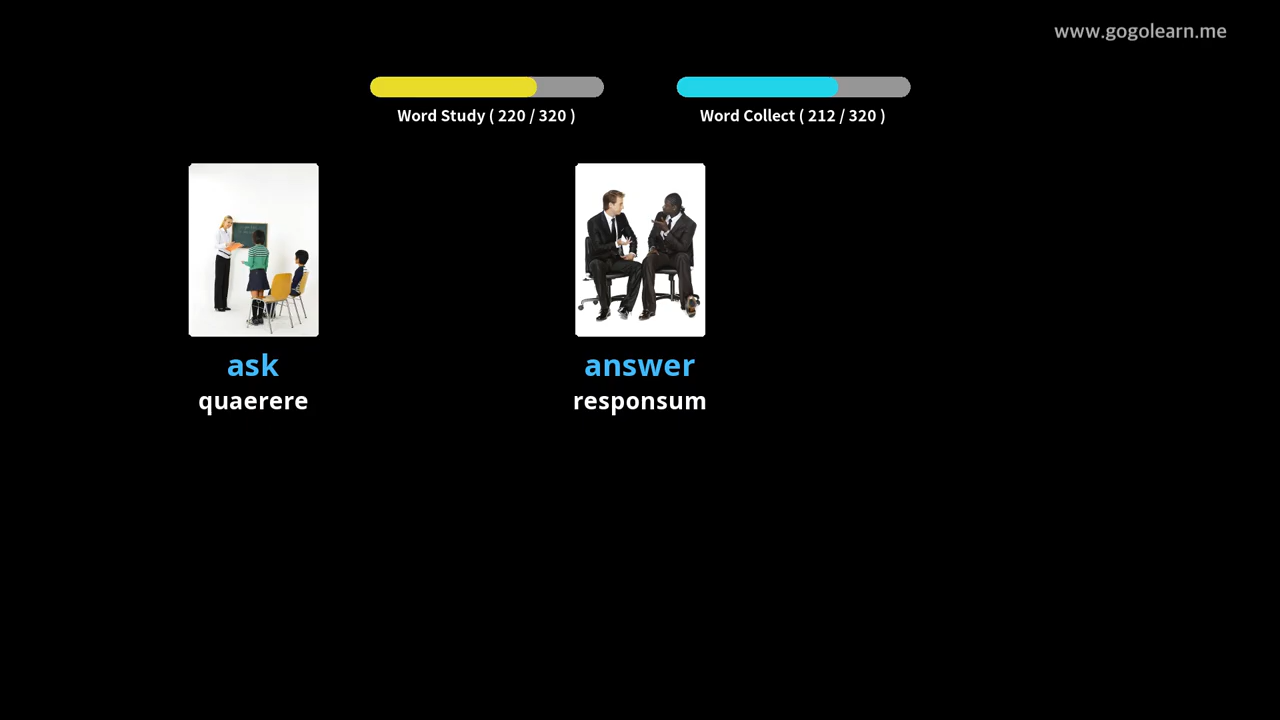 www.gogolearn.me
Word Study ( 220 / 320 )
Word Collect ( 212 / 320 )
ask
quaerere
answer
responsum